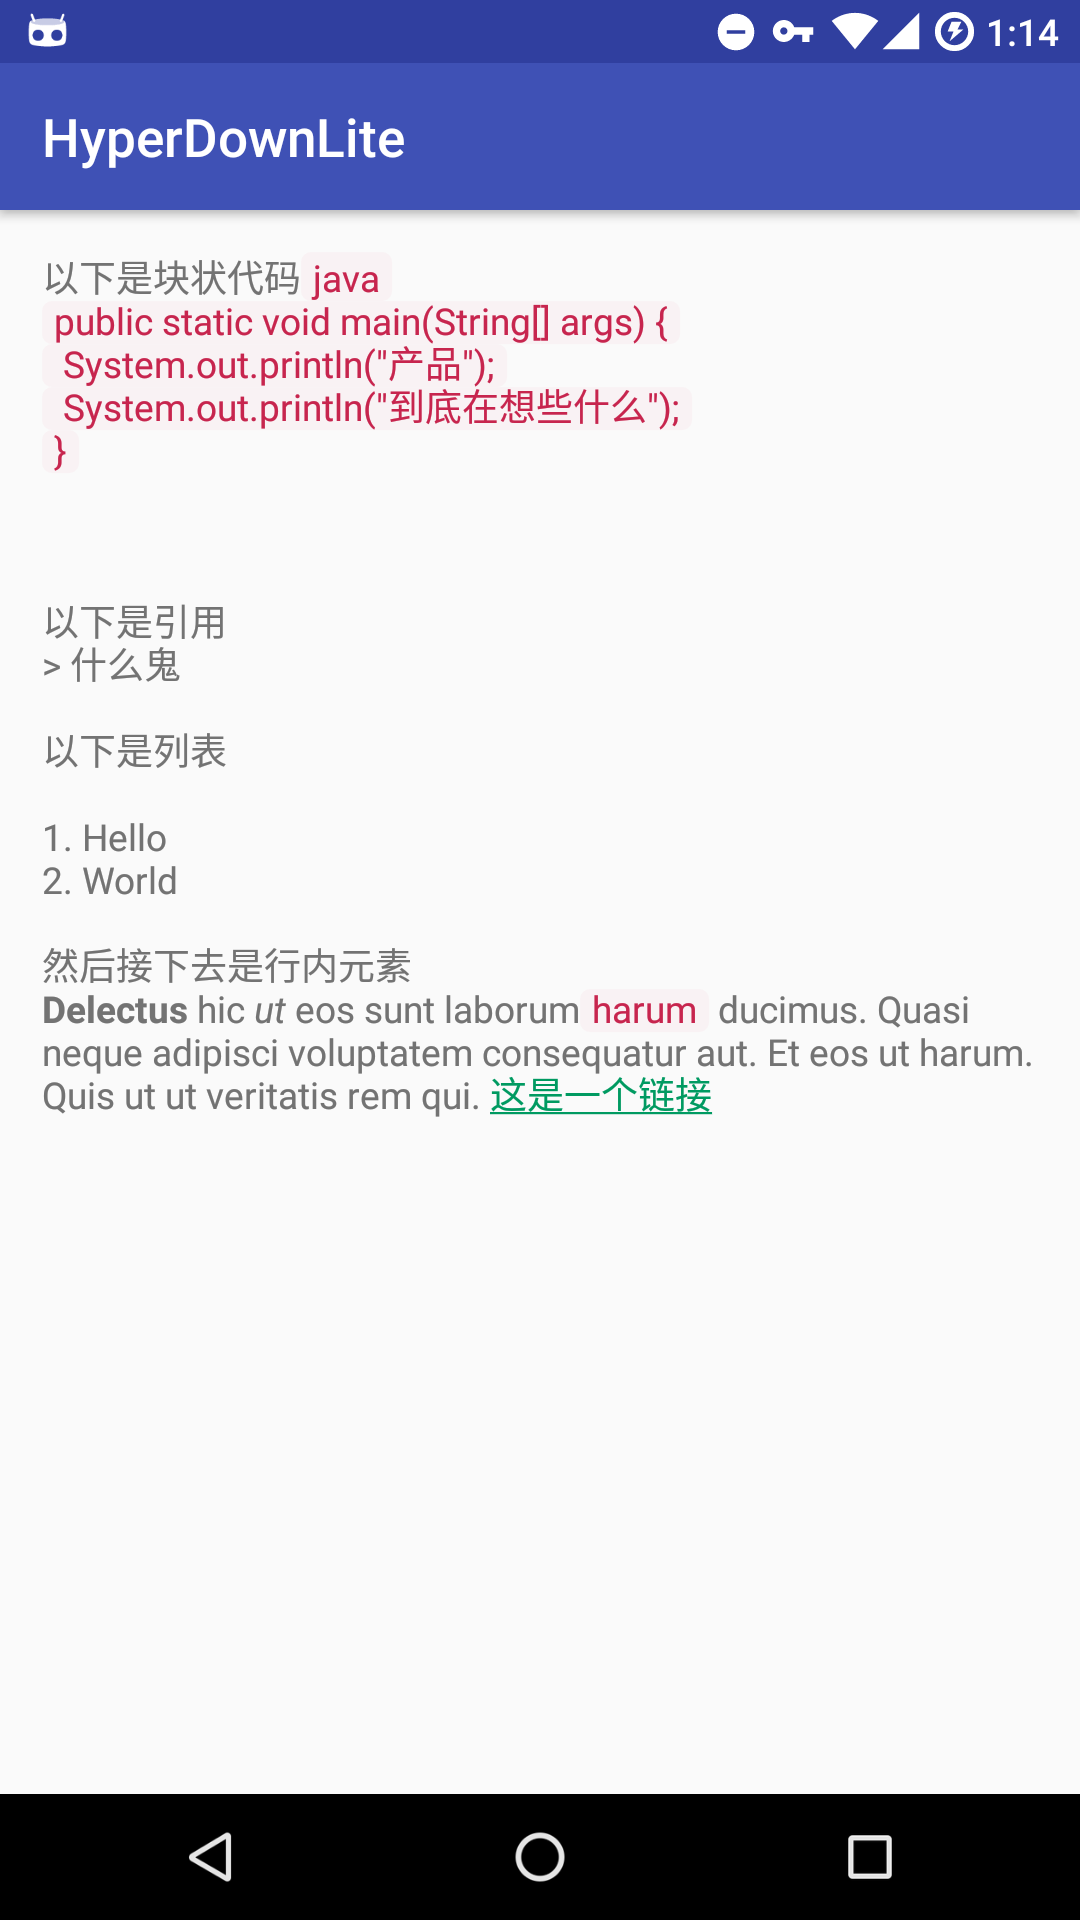 1:14
HyperDownLite
以下是块状代码 java
public static void main(String[] args) {
System.out.println("产品");
System.out.println("到底在想些什么");
}
以下是引用
> 什么鬼
以下是列表
1. Hello
2. World
然后接下去是行内元素
Delectus hic ut eos sunt laborum harum ducimus. Quasi
neque adipisci voluptatem consequatur aut. Et eos ut harum.
Quis ut ut veritatis rem qui. 这是一个链接